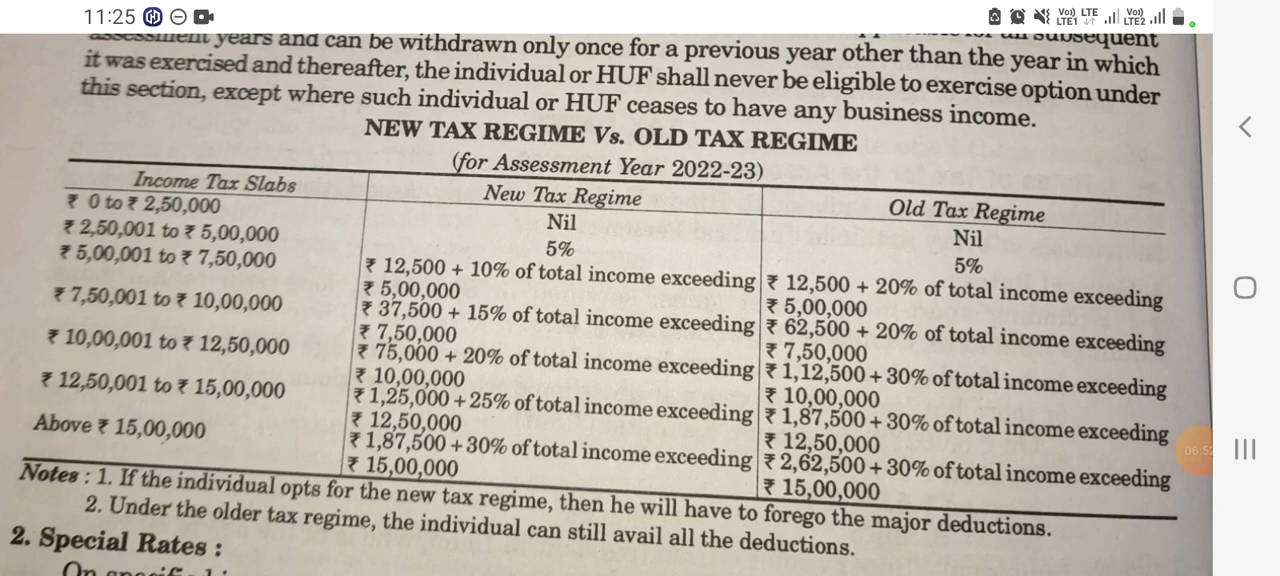 11:25
Vo)) LTE Vo))
LTE1 LTE2
years and can be withdrawn only once for a previous year other than the year in which
it was exercised and thereafter, the individual or HUF shall never be eligible to exercise option under
this section, except where such individual or HUF ceases to have any business income.
NEW TAX REGIME Vs. OLD TAX REGIME
(for Assessment Year 2022-23)
Income Tax Slabs New Tax Regime Old Tax Regime
₹ 0 to ₹ 2,50,000 Nil Nil
₹ 2,50,001 to ₹ 5,00,000 5% 5%
₹ 5,00,001 to ₹ 7,50,000 ₹ 12,500 + 10% of total income exceeding ₹ 12,500 + 20% of total income exceeding
₹ 5,00,000 ₹ 5,00,000
₹ 7,50,001 to ₹ 10,00,000 ₹ 37,500 + 15% of total income exceeding ₹ 62,500 + 20% of total income exceeding
₹ 7,50,000 ₹ 7,50,000
₹ 10,00,001 to ₹ 12,50,000 ₹ 75,000 + 20% of total income exceeding ₹ 1,12,500 + 30% of total income exceeding
₹ 10,00,000 ₹ 10,00,000
₹ 12,50,001 to ₹ 15,00,000 ₹ 1,25,000 + 25% of total income exceeding ₹ 1,87,500 + 30% of total income exceeding
₹ 12,50,000 ₹ 12,50,000
Above ₹ 15,00,000 ₹ 1,87,500 + 30% of total income exceeding ₹ 2,62,500 + 30% of total income exceeding
₹ 15,00,000 ₹ 15,00,000
Notes : 1. If the individual opts for the new tax regime, then he will have to forego the major deductions.
2. Under the older tax regime, the individual can still avail all the deductions.
2. Special Rates :